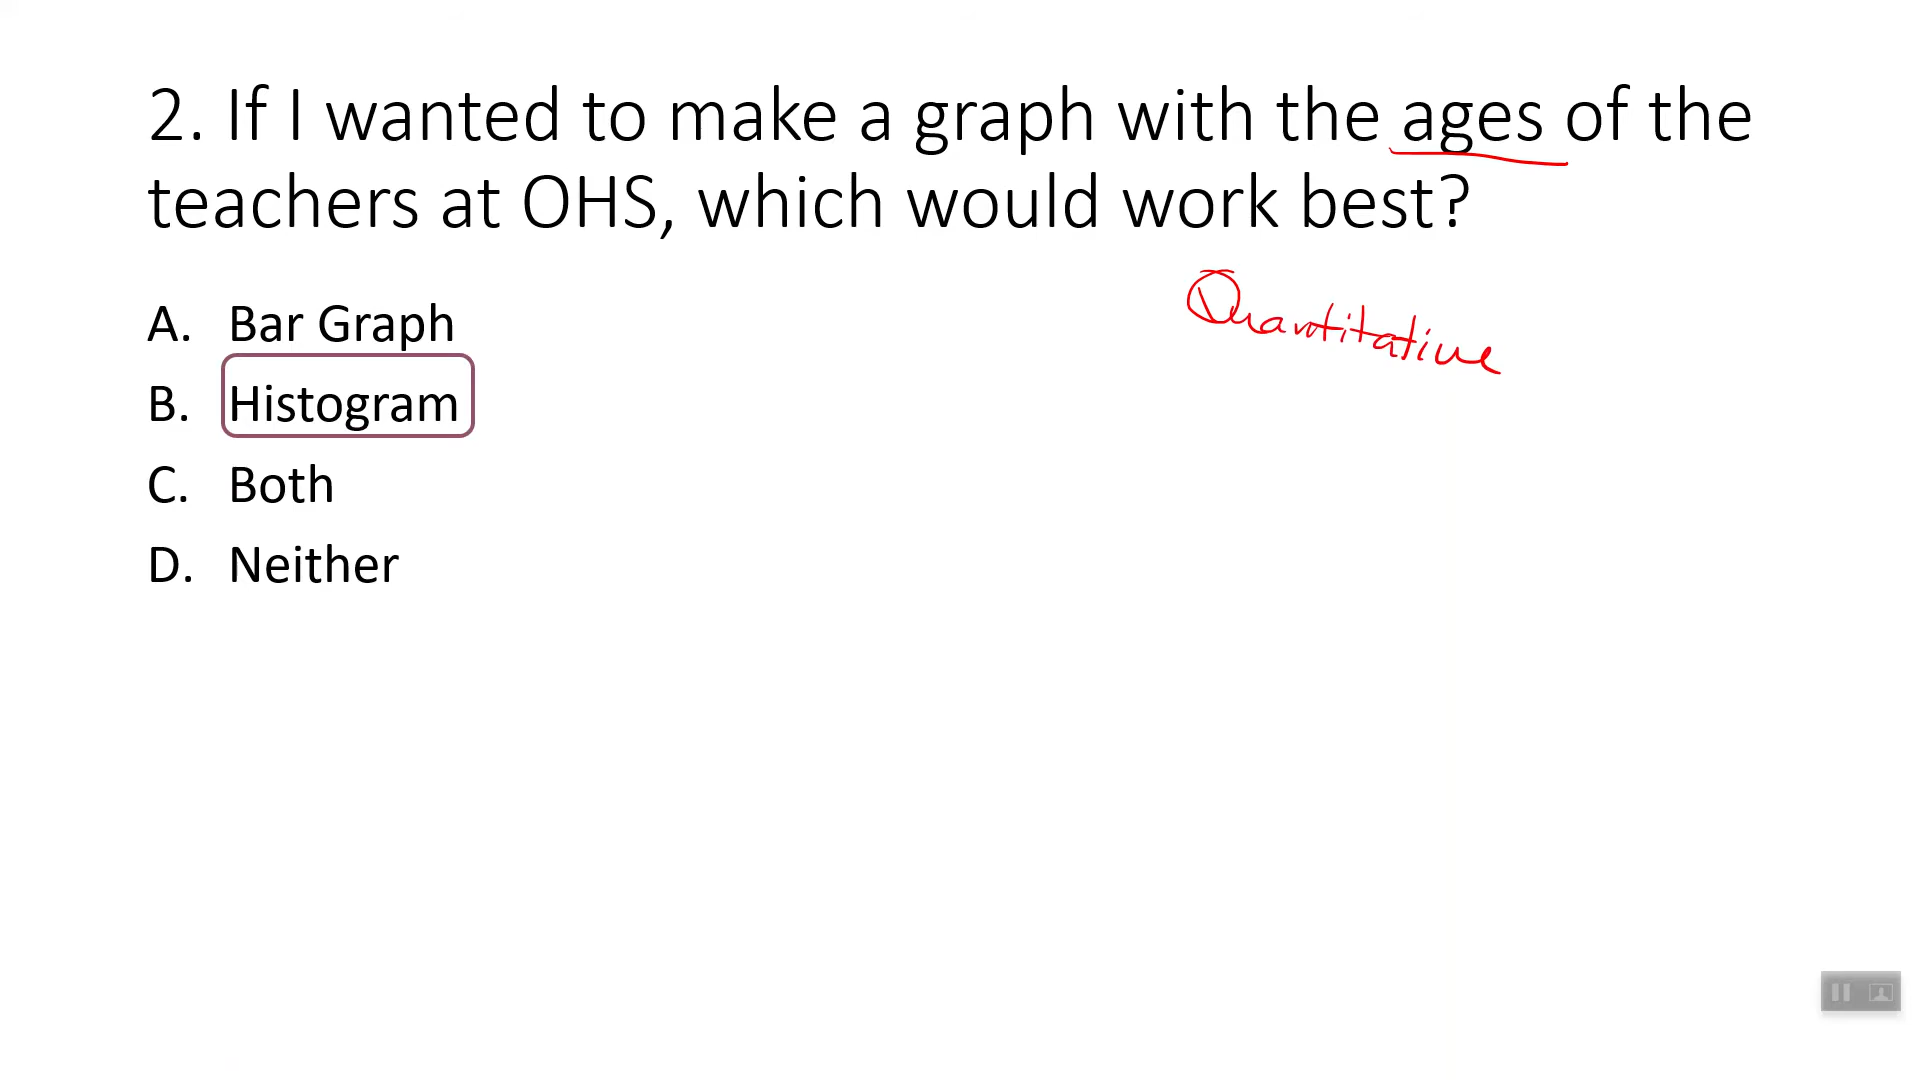 2. If I wanted to make a graph with the ages of the
teachers at OHS, which would work best?
Quantitative
A. Bar Graph
B. Histogram
C. Both
D. Neither